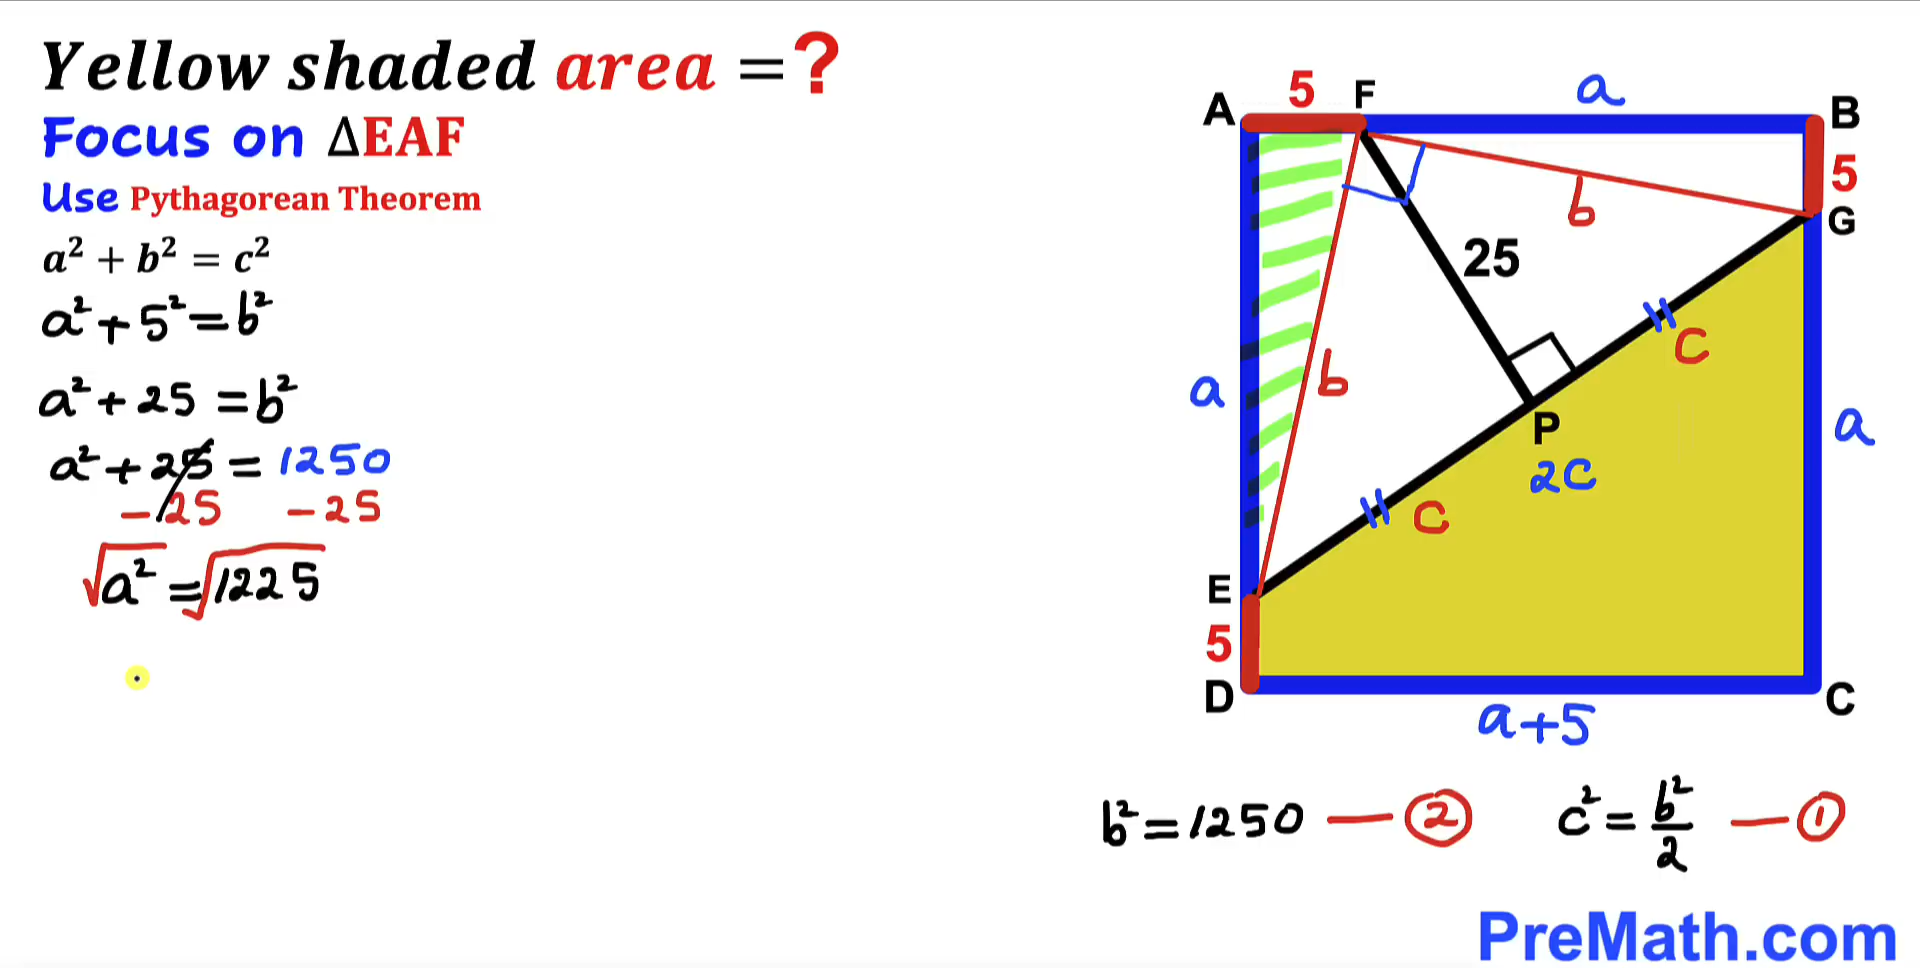 Yellow shaded area =?
Focus on ΔEAF
Use Pythagorean Theorem
a² + b² = c²
a² + 5² = b²
a² + 25 = b²
a² + 25 = 1250
-25 -25
√a² = √1225
5 F a
A B
5
b G
25
a b C a
P
2C
C
E
5
D C
a+5
b² = 1250 — ② c² = b²/2 — ①
PreMath.com